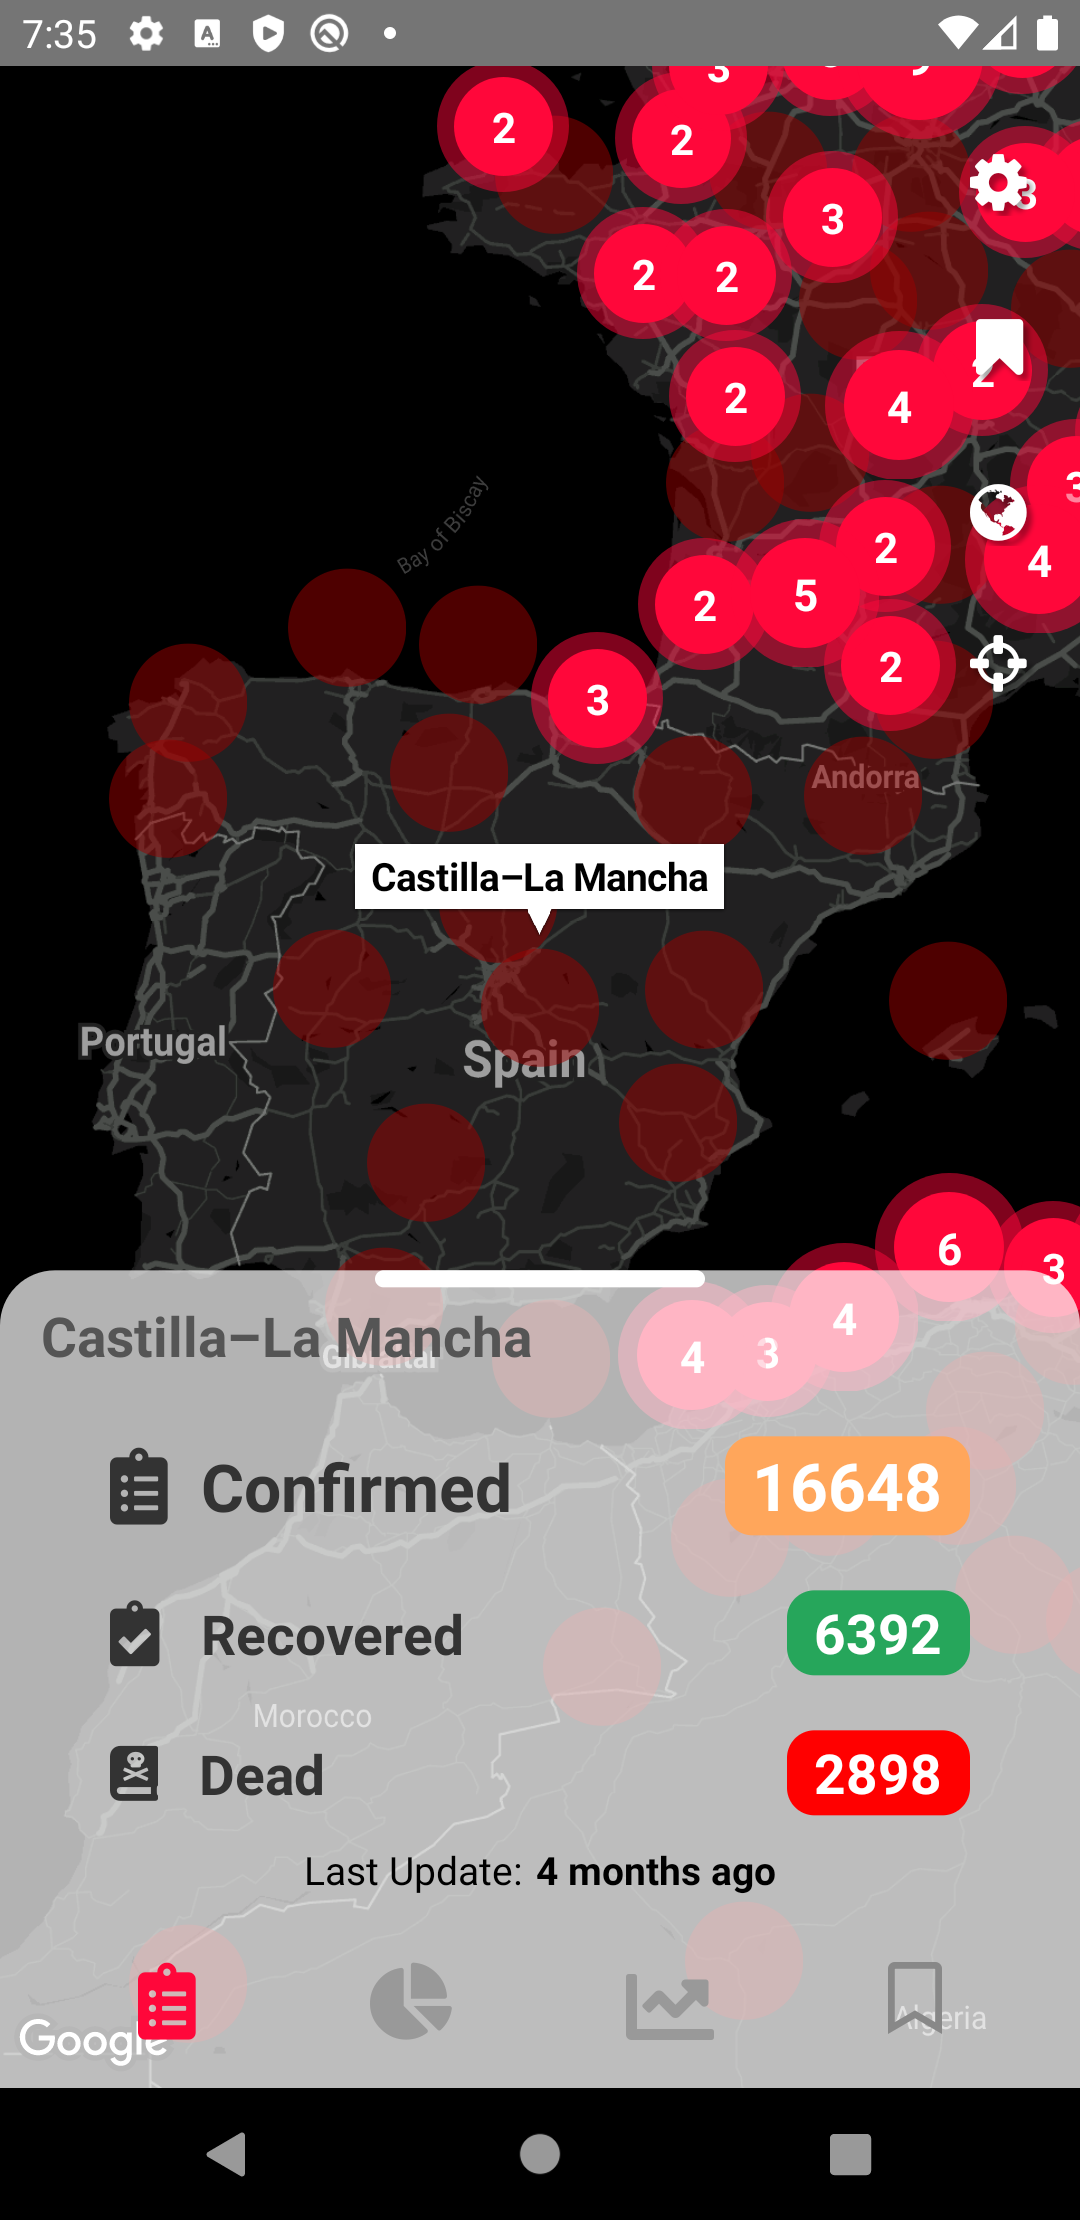 7:35
2
2
3
3
3
2
2
2
4
2
Bay of Biscay
3
2
4
5
2
2
3
Andorra
Castilla–La Mancha
Portugal
Spain
6
3
4
4
3
Castilla–La Mancha
Gibraltar
Confirmed
16648
Recovered
6392
Morocco
Dead
2898
Last Update: 4 months ago
Algeria
Google